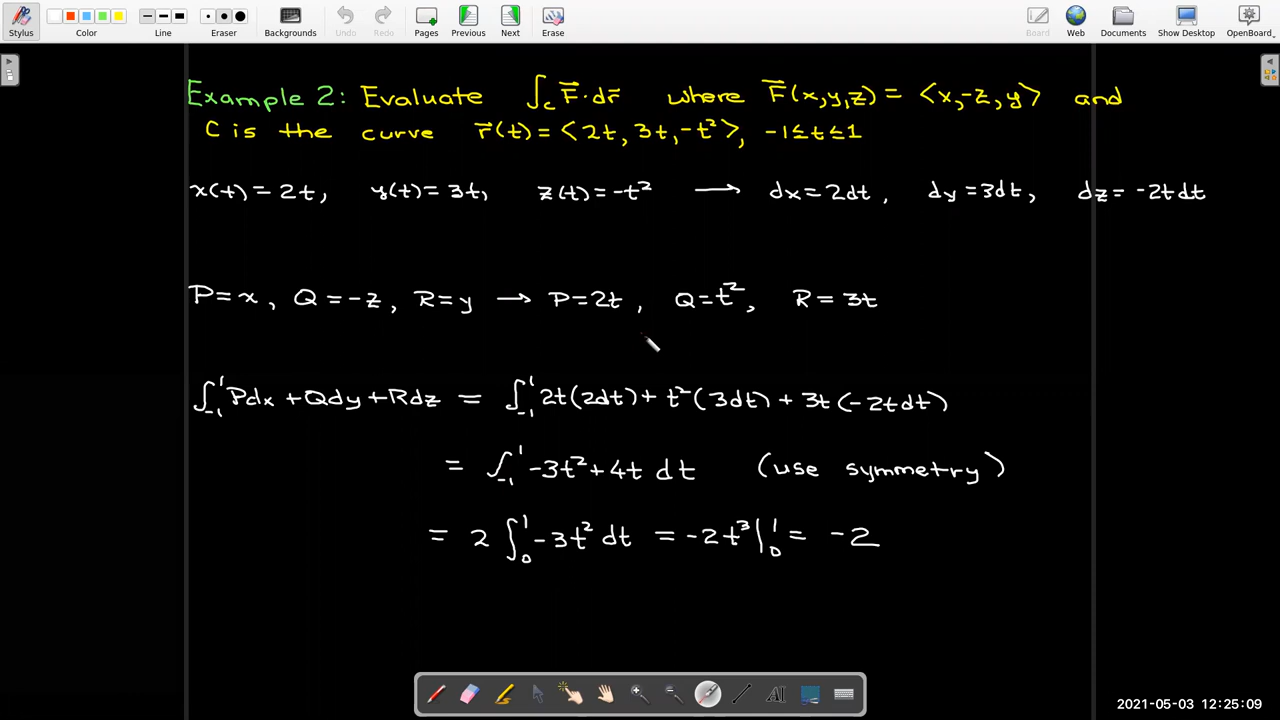 Stylus Color Line Eraser Backgrounds Undo Redo Pages Previous Next Erase Board Web Documents Show Desktop OpenBoard
Example 2: Evaluate ∫_C F⃗·dr⃗ where F⃗(x,y,z) = <x,-z,y> and
C is the curve r⃗(t) = <2t, 3t, -t²>, -1≤t≤1
x(t) = 2t, y(t) = 3t, z(t) = -t² → dx = 2dt, dy = 3dt, dz = -2t dt
P = x, Q = -z, R = y → P = 2t, Q = t², R = 3t
∫_{-1}^{1} Pdx + Qdy + Rdz = ∫_{-1}^{1} 2t(2dt) + t²(3dt) + 3t(-2t dt)
= ∫_{-1}^{1} -3t² + 4t dt (use symmetry)
= 2 ∫_0^1 -3t² dt = -2t³ |_0^1 = -2
2021-05-03 12:25:09